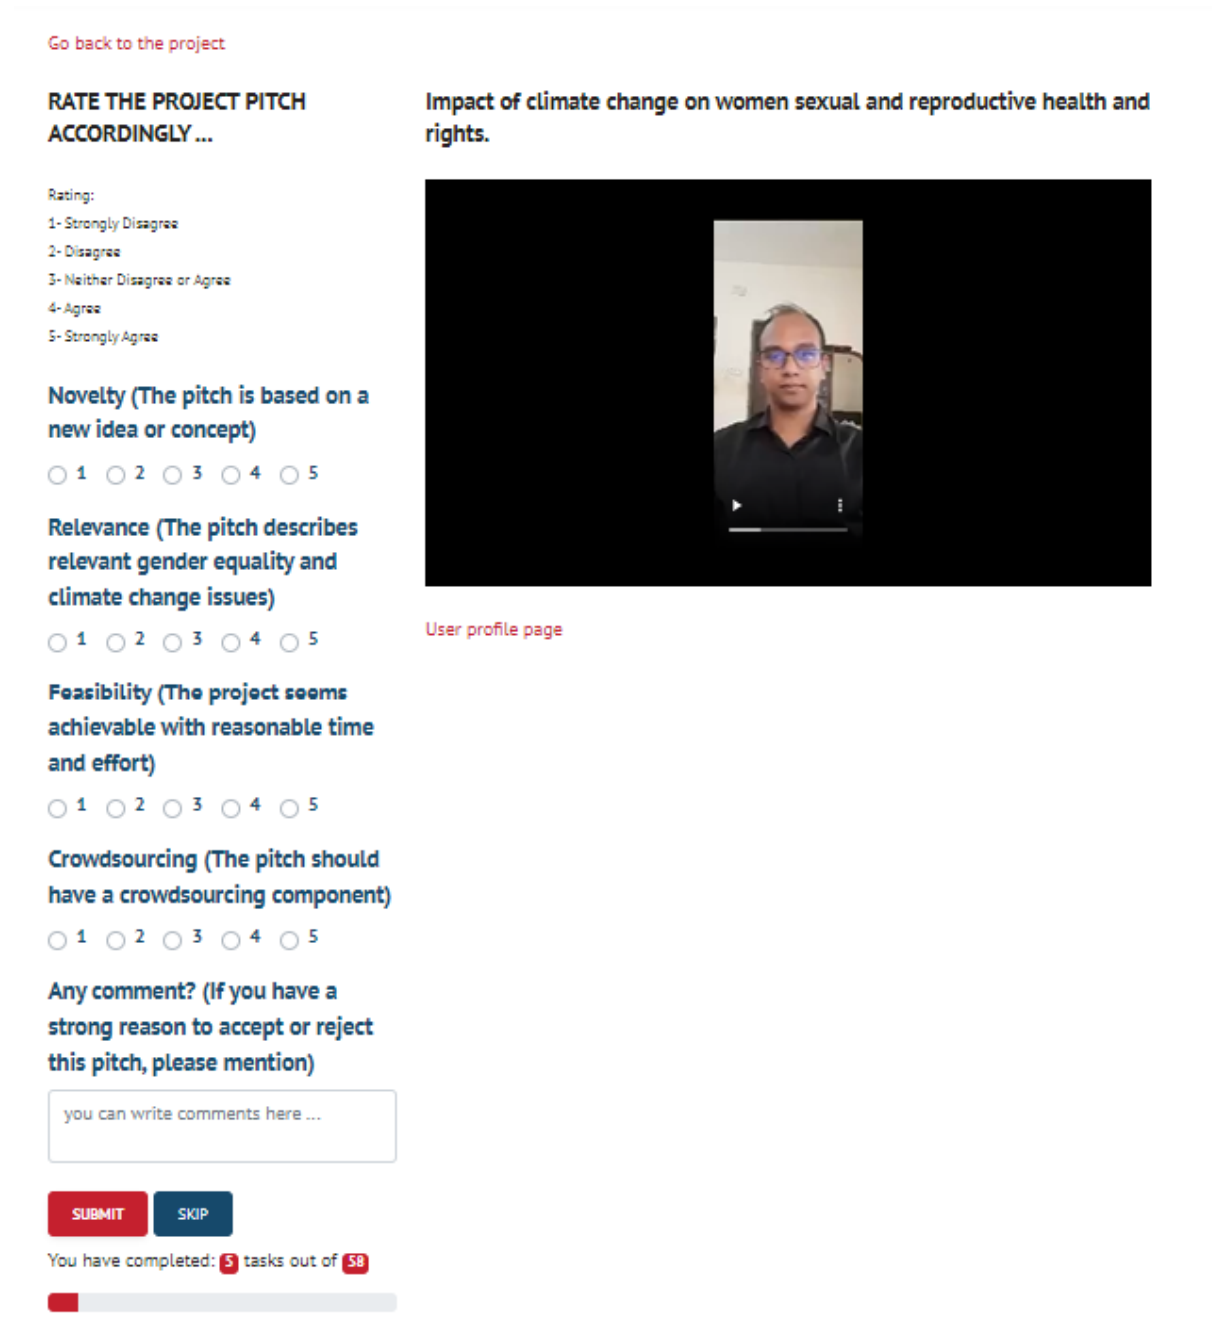 Go back to the project
RATE THE PROJECT PITCH
ACCORDINGLY ...
Rating:
1- Strongly Disagree
2- Disagree
3- Neither Disagree or Agree
4- Agree
5- Strongly Agree
Novelty (The pitch is based on a
new idea or concept)
1 2 3 4 5
Relevance (The pitch describes
relevant gender equality and
climate change issues)
1 2 3 4 5
Feasibility (The project seems
achievable with reasonable time
and effort)
1 2 3 4 5
Crowdsourcing (The pitch should
have a crowdsourcing component)
1 2 3 4 5
Any comment? (If you have a
strong reason to accept or reject
this pitch, please mention)
you can write comments here ...
SUBMIT SKIP
You have completed: 5 tasks out of 58
Impact of climate change on women sexual and reproductive health and
rights.
User profile page